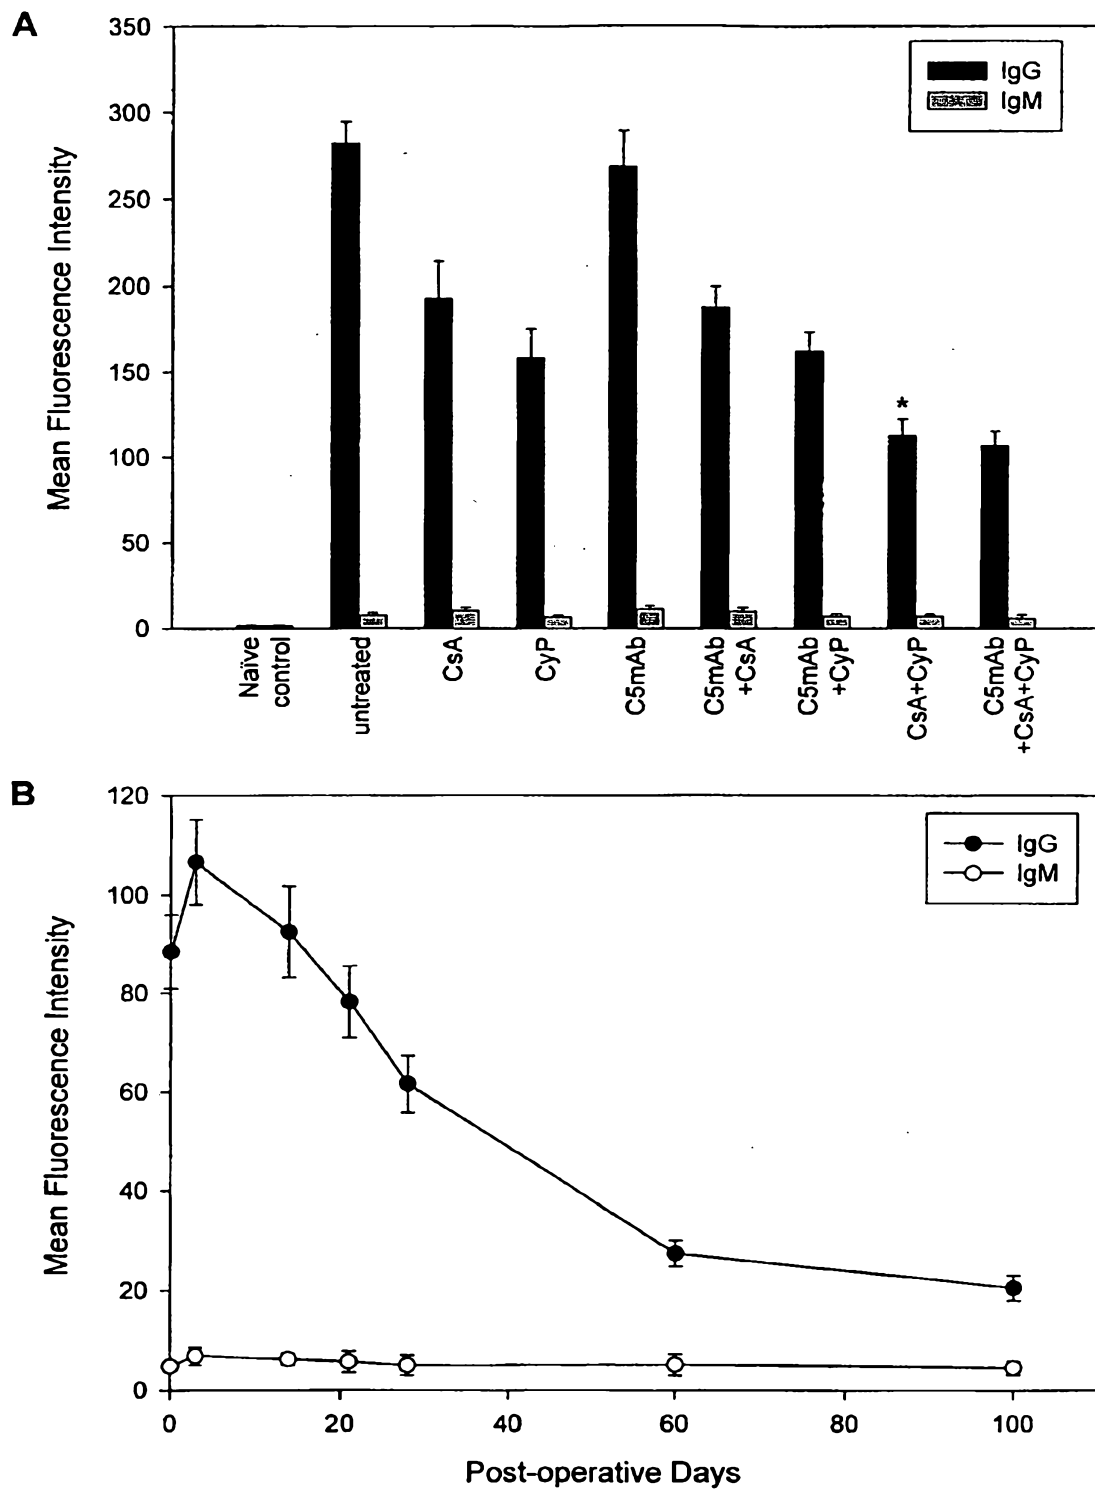 A
350
300
250
200
150
100
50
0
Mean Fluorescence Intensity
IgG
IgM
*
Naïve
control
untreated
CsA
CyP
C5mAb
C5mAb
+CsA
C5mAb
+CyP
CsA+CyP
C5mAb
+CsA+CyP
B
120
100
80
60
40
20
0
Mean Fluorescence Intensity
IgG
IgM
0 20 40 60 80 100
Post-operative Days